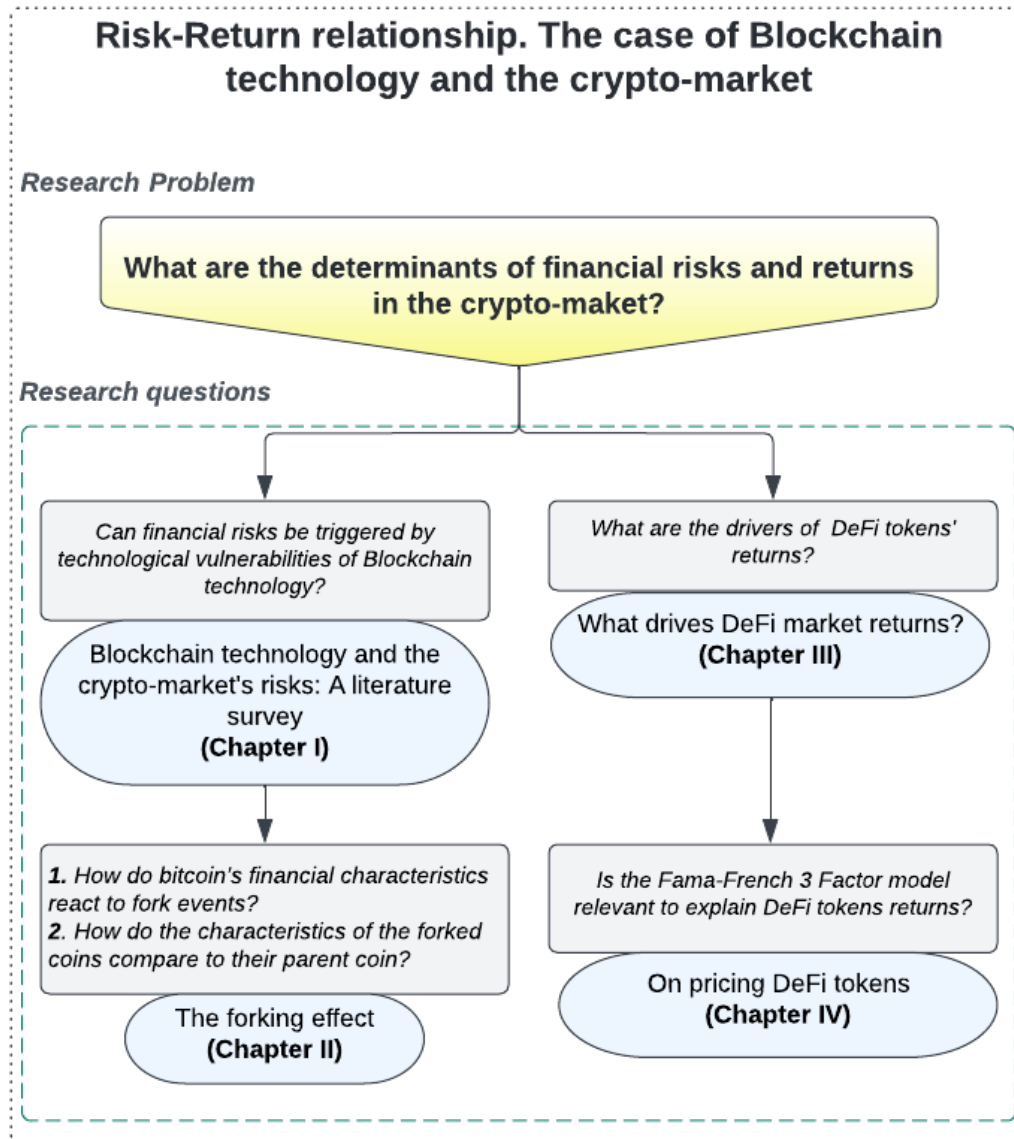 Risk-Return relationship. The case of Blockchain
technology and the crypto-market
Research Problem
What are the determinants of financial risks and returns
in the crypto-maket?
Research questions
Can financial risks be triggered by
technological vulnerabilities of Blockchain
technology?
Blockchain technology and the
crypto-market's risks: A literature
survey
(Chapter I)
1. How do bitcoin's financial characteristics
react to fork events?
2. How do the characteristics of the forked
coins compare to their parent coin?
The forking effect
(Chapter II)
What are the drivers of DeFi tokens'
returns?
What drives DeFi market returns?
(Chapter III)
Is the Fama-French 3 Factor model
relevant to explain DeFi tokens returns?
On pricing DeFi tokens
(Chapter IV)